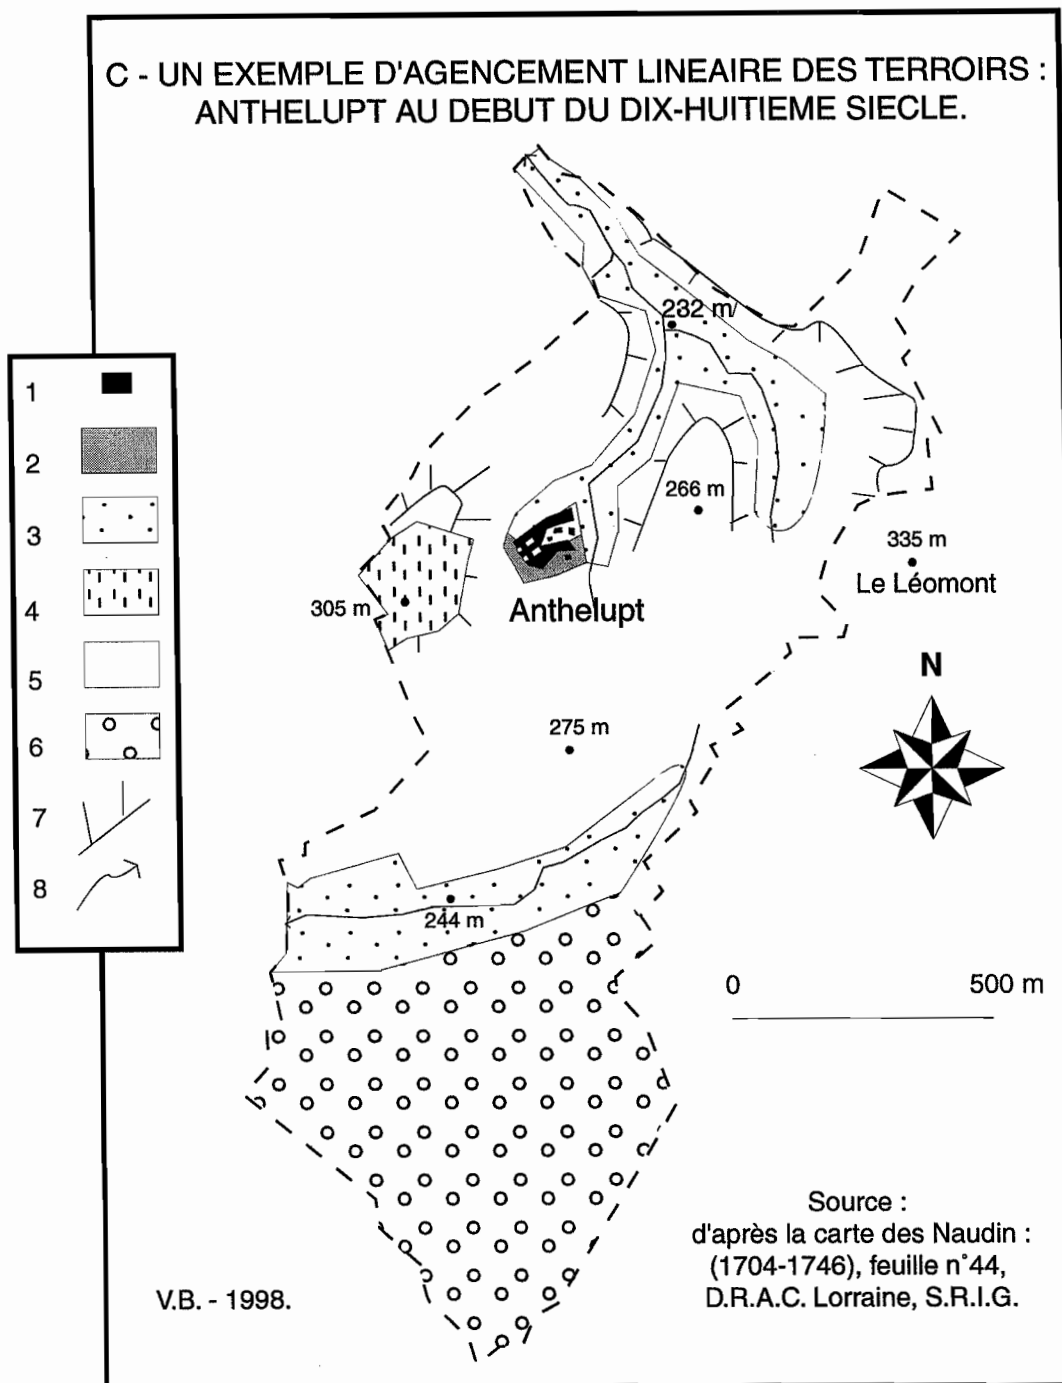 C - UN EXEMPLE D'AGENCEMENT LINEAIRE DES TERROIRS :
ANTHELUPT AU DEBUT DU DIX-HUITIEME SIECLE.
232 m
1
2
3
4
5
6
7
8
266 m
335 m
Le Léomont
305 m
Anthelupt
N
275 m
244 m
0 500 m
Source :
d'après la carte des Naudin :
(1704-1746), feuille n°44,
D.R.A.C. Lorraine, S.R.I.G.
V.B. - 1998.